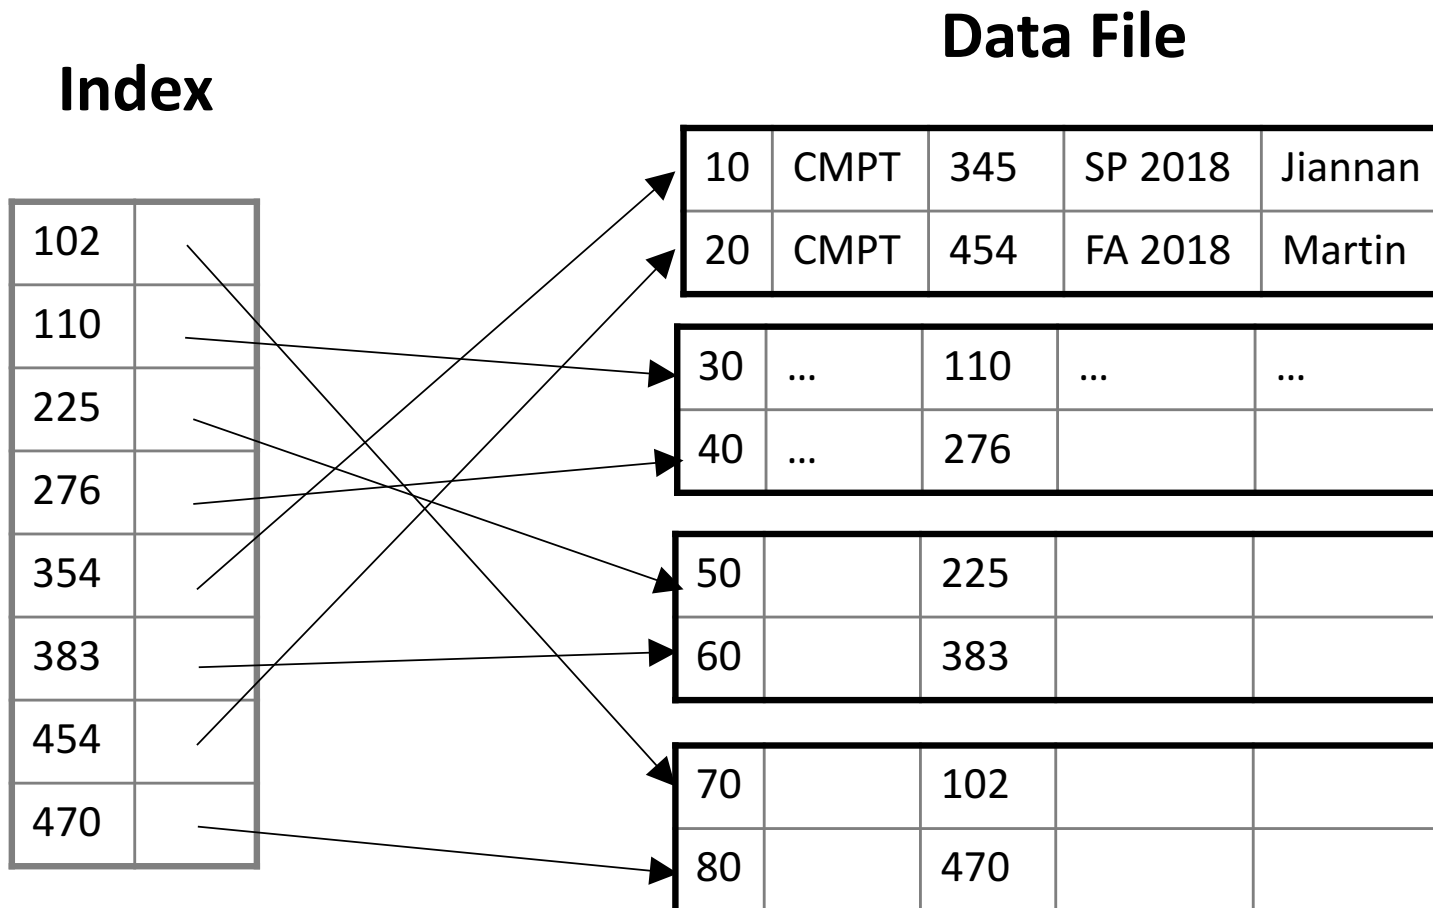 Data File
Index
102
110
225
276
354
383
454
470
10 CMPT 345 SP 2018 Jiannan
20 CMPT 454 FA 2018 Martin
30 ... 110 ... ...
40 ... 276
50 225
60 383
70 102
80 470